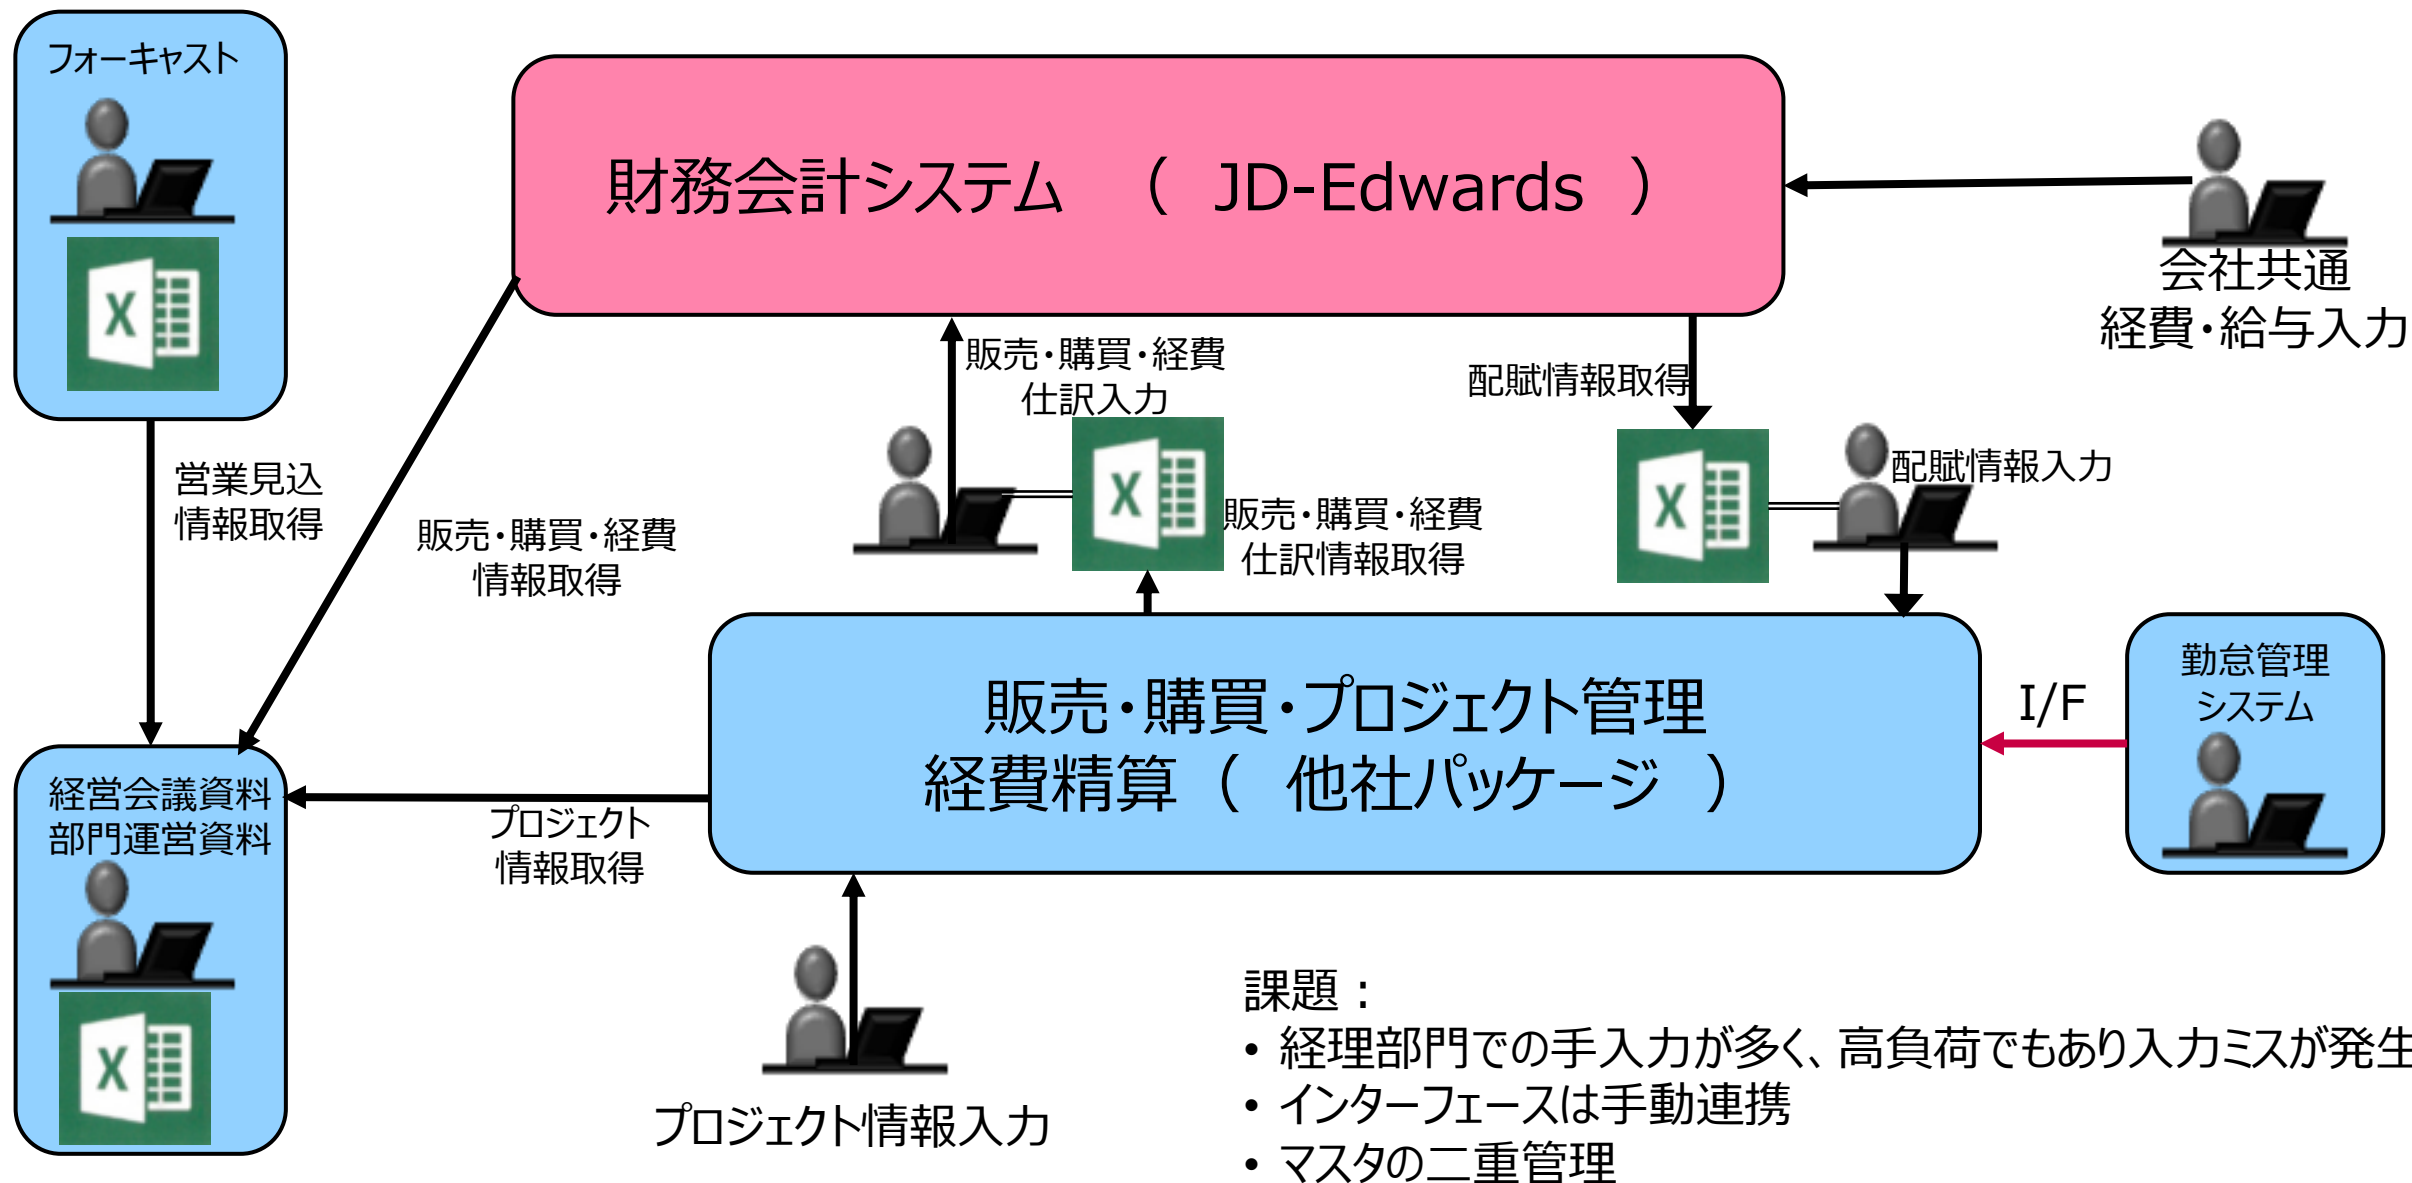 フォーキャスト
財務会計システム （ JD-Edwards ）
会社共通
経費・給与入力
販売・購買・経費
仕訳入力
配賦情報取得
営業見込
情報取得
販売・購買・経費
情報取得
販売・購買・経費
仕訳情報取得
配賦情報入力
販売・購買・プロジェクト管理
経費精算（ 他社パッケージ ）
I/F
勤怠管理
システム
経営会議資料
部門運営資料
プロジェクト
情報取得
プロジェクト情報入力
課題：
• 経理部門での手入力が多く、高負荷でもあり入力ミスが発生
• インターフェースは手動連携
• マスタの二重管理
X
X
X
X